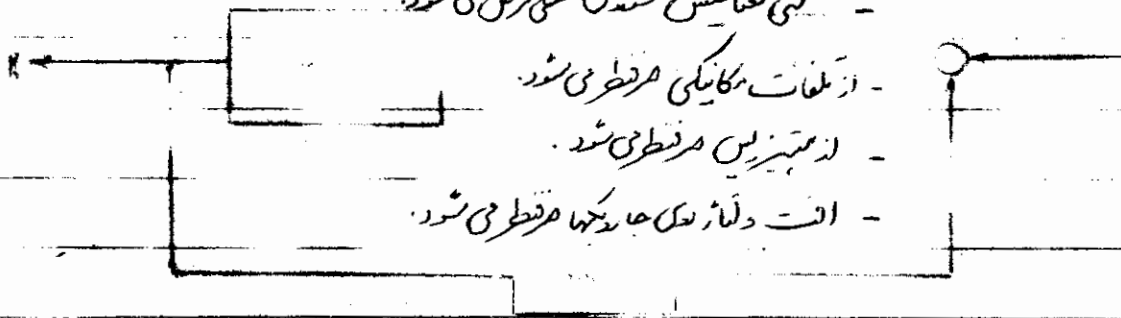 - از تلفات مکانیکی صرفنظر می شود.
- از هیسترزیس صرفنظر می شود.
- افت ولتاژ روی جاروبکها صرفنظر می شود.